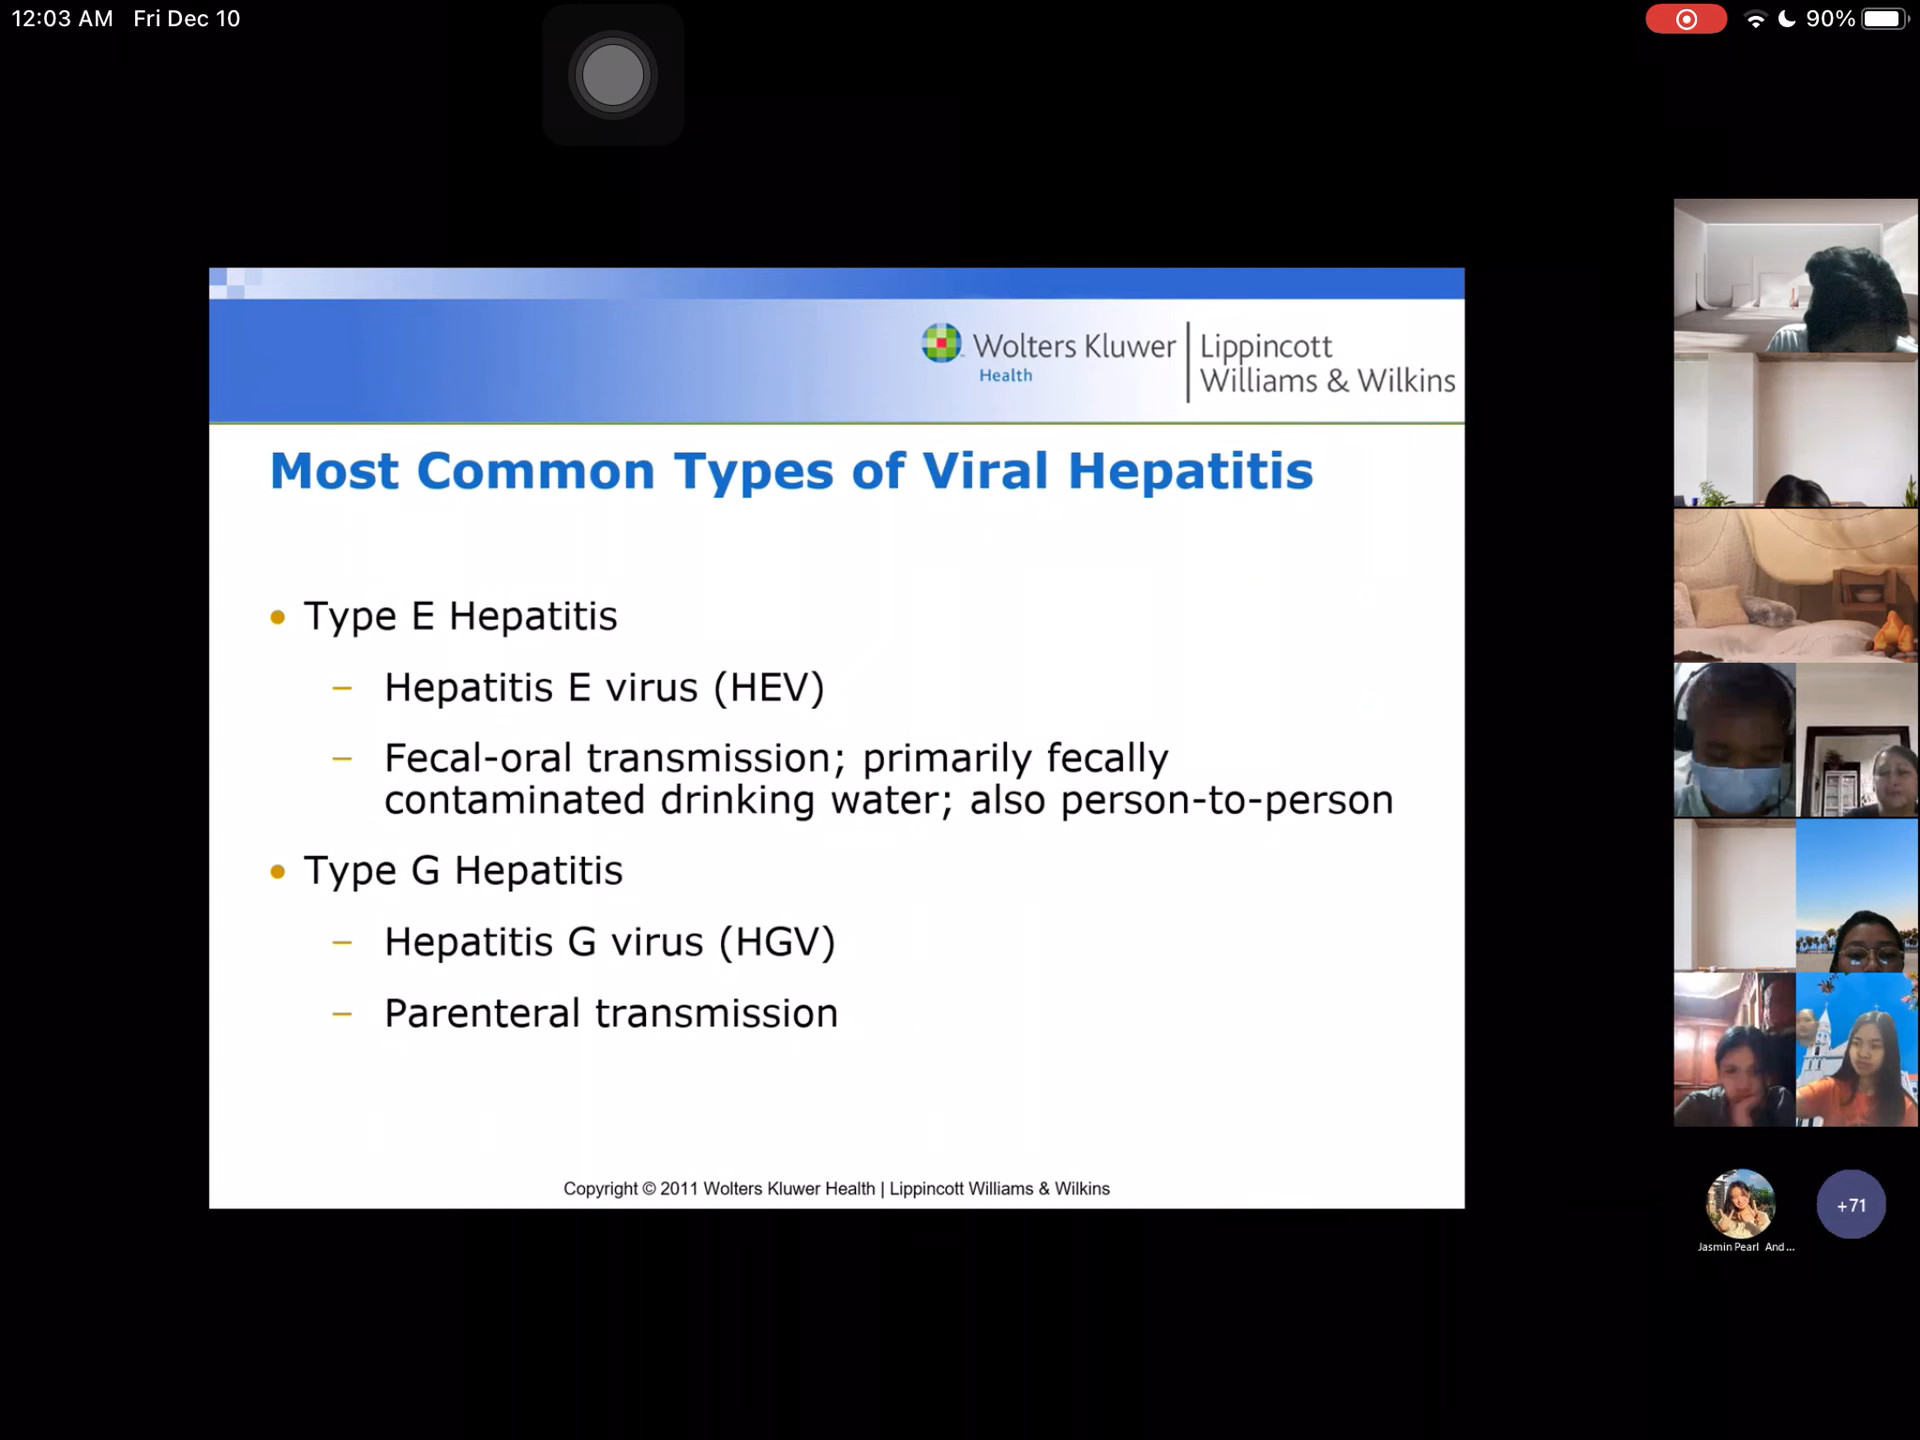 12:03 AM Fri Dec 10
90%
Wolters Kluwer
Health
Lippincott
Williams & Wilkins
Most Common Types of Viral Hepatitis
• Type E Hepatitis
– Hepatitis E virus (HEV)
– Fecal-oral transmission; primarily fecally
contaminated drinking water; also person-to-person
• Type G Hepatitis
– Hepatitis G virus (HGV)
– Parenteral transmission
Copyright © 2011 Wolters Kluwer Health | Lippincott Williams & Wilkins
+71
Jasmin Pearl And...